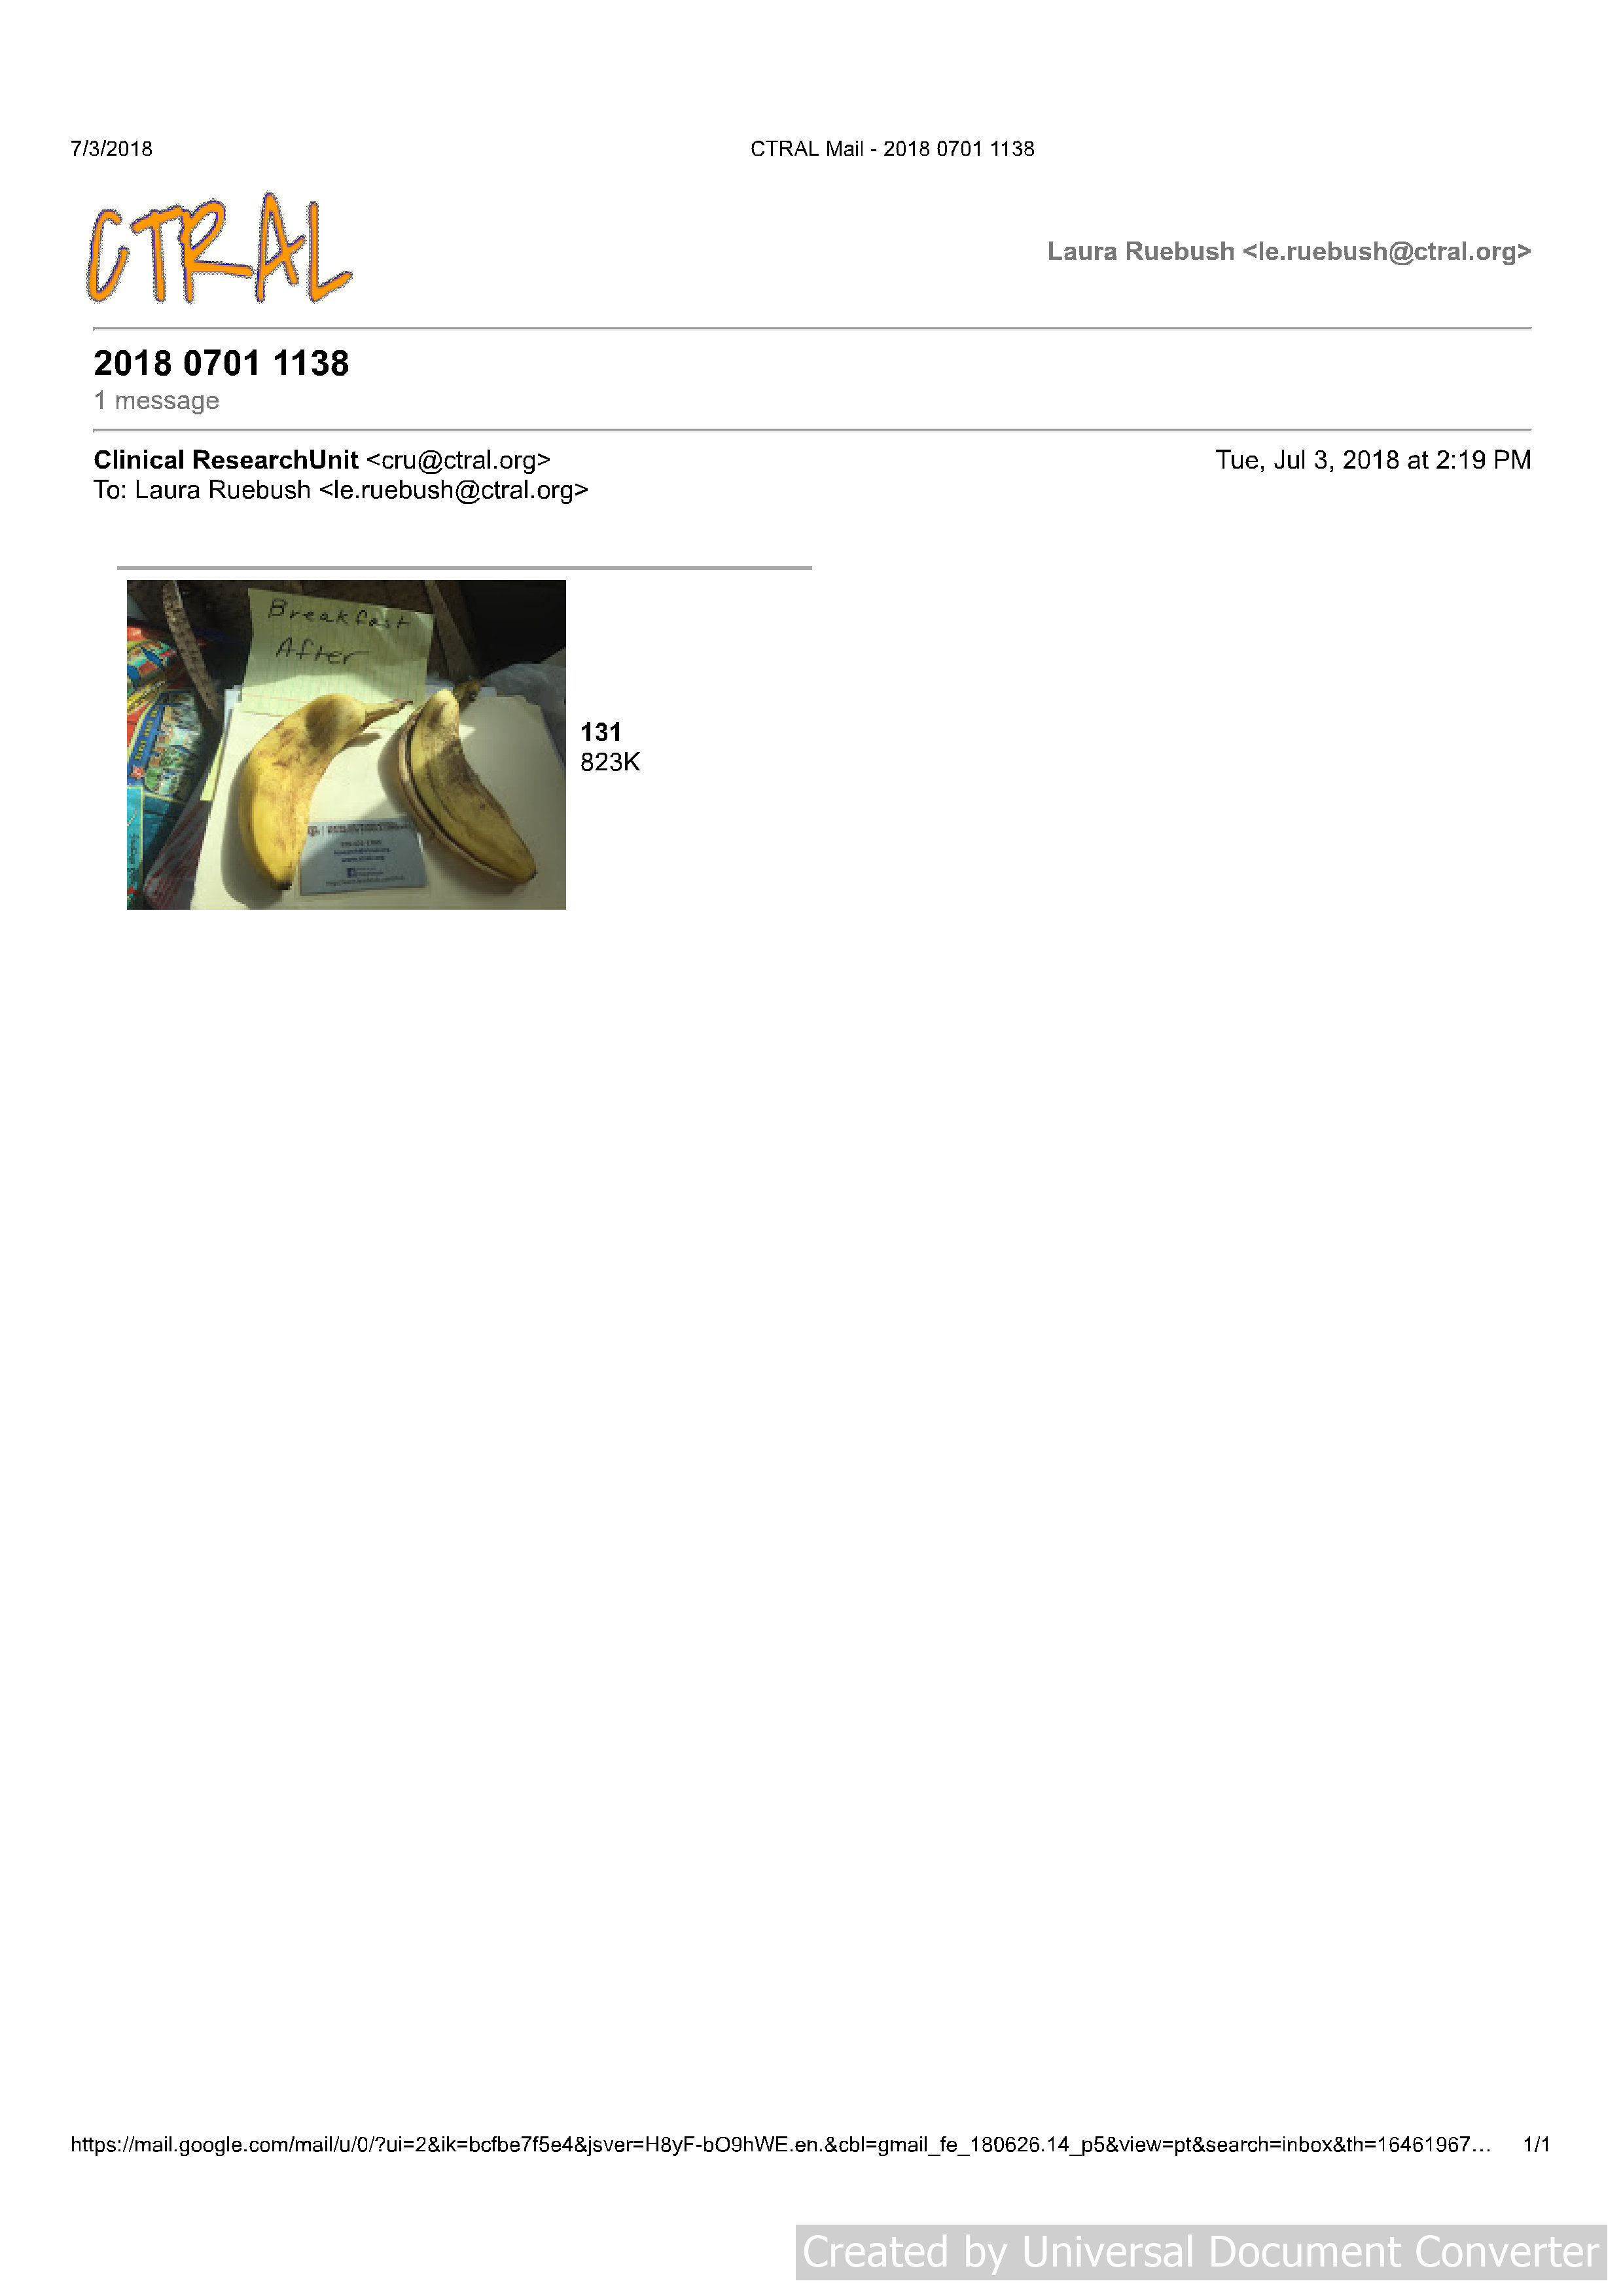 7/3/2018
CTRAL Mail - 2018 0701 1138
CTRAL
Laura Ruebush <le.ruebush@ctral.org>
2018 0701 1138
1 message
Clinical ResearchUnit <cru@ctral.org>
Tue, Jul 3, 2018 at 2:19 PM
To: Laura Ruebush <le.ruebush@ctral.org>
Breakfast
After
131
823K
https://mail.google.com/mail/u/0/?ui=2&ik=bcfbe7f5e4&jsver=H8yF-bO9hWE.en.&cbl=gmail_fe_180626.14_p5&view=pt&search=inbox&th=16461967...
1/1
Created by Universal Document Converter